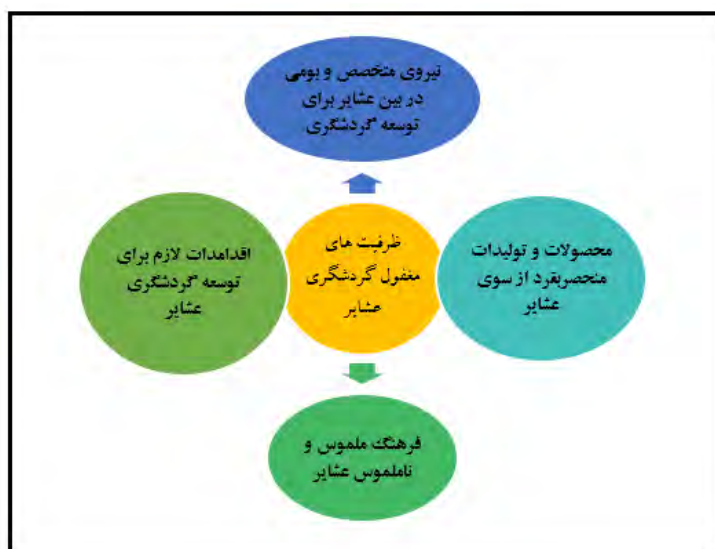 نیروی متخصص و بومی
در بین عشایر برای
توسعه گردشگری
محصولات و تولیدات
منحصربفرد از سوی
عشایر
ظرفیت های
مغفول گردشگری
عشایر
اقدامدات لازم برای
توسعه گردشگری
عشایر
فرهنگ ملموس و
ناملموس عشایر